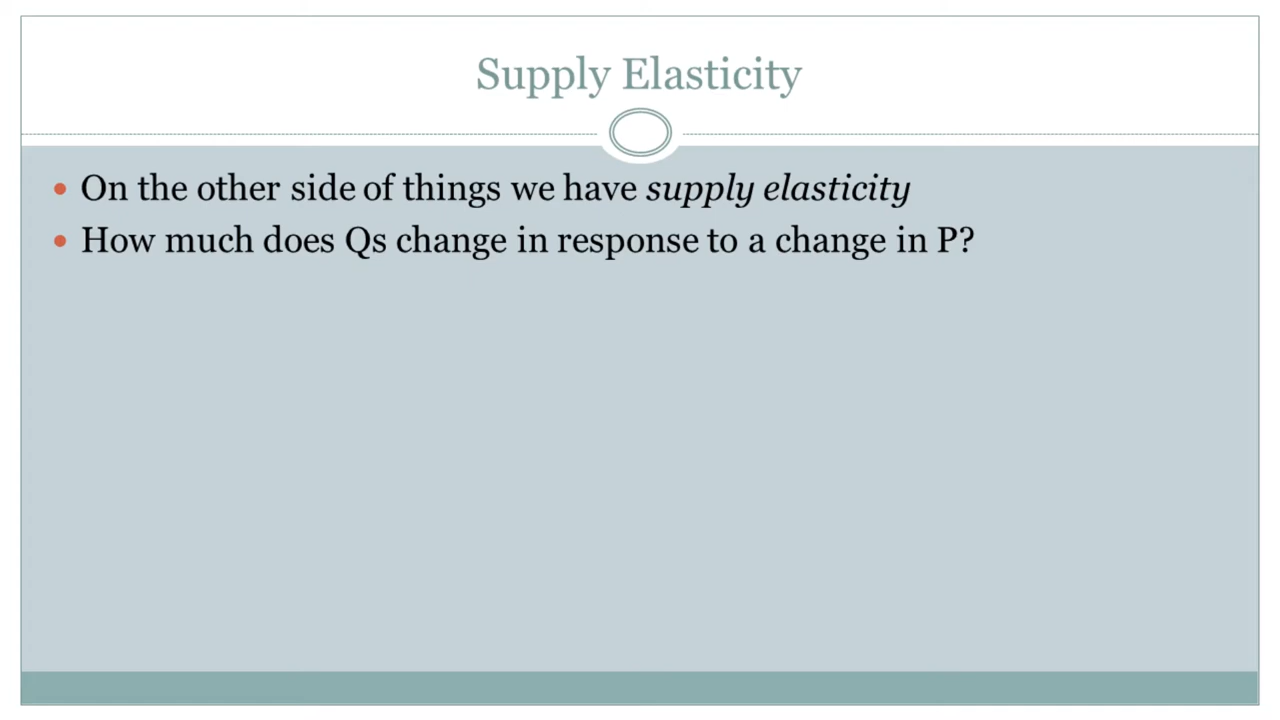 Supply Elasticity
• On the other side of things we have supply elasticity
• How much does Qs change in response to a change in P?